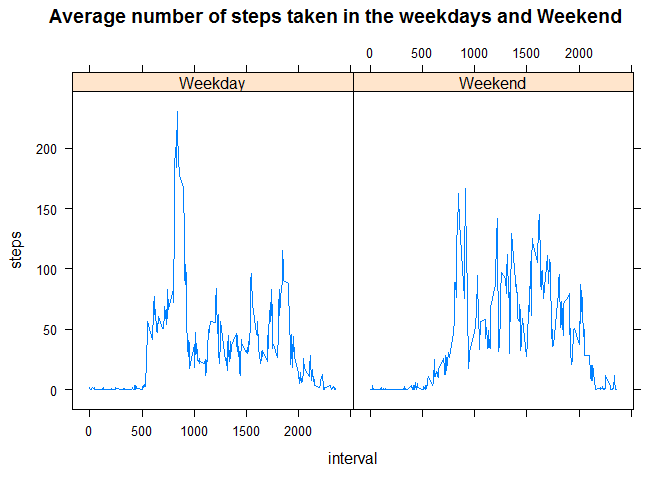 Average number of steps taken in the weekdays and Weekend
0 500 1000 1500 2000
Weekday Weekend
200
150
100
50
0
steps
0 500 1000 1500 2000
interval